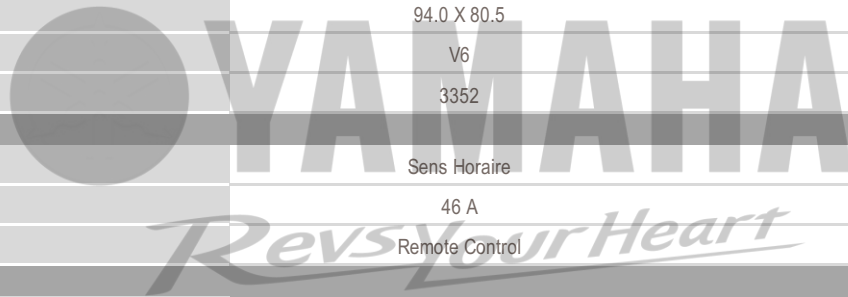 94.0 X 80.5
V6
3352
YAMAHA
Sens Horaire
46 A
Remote Control
Revs Your Heart